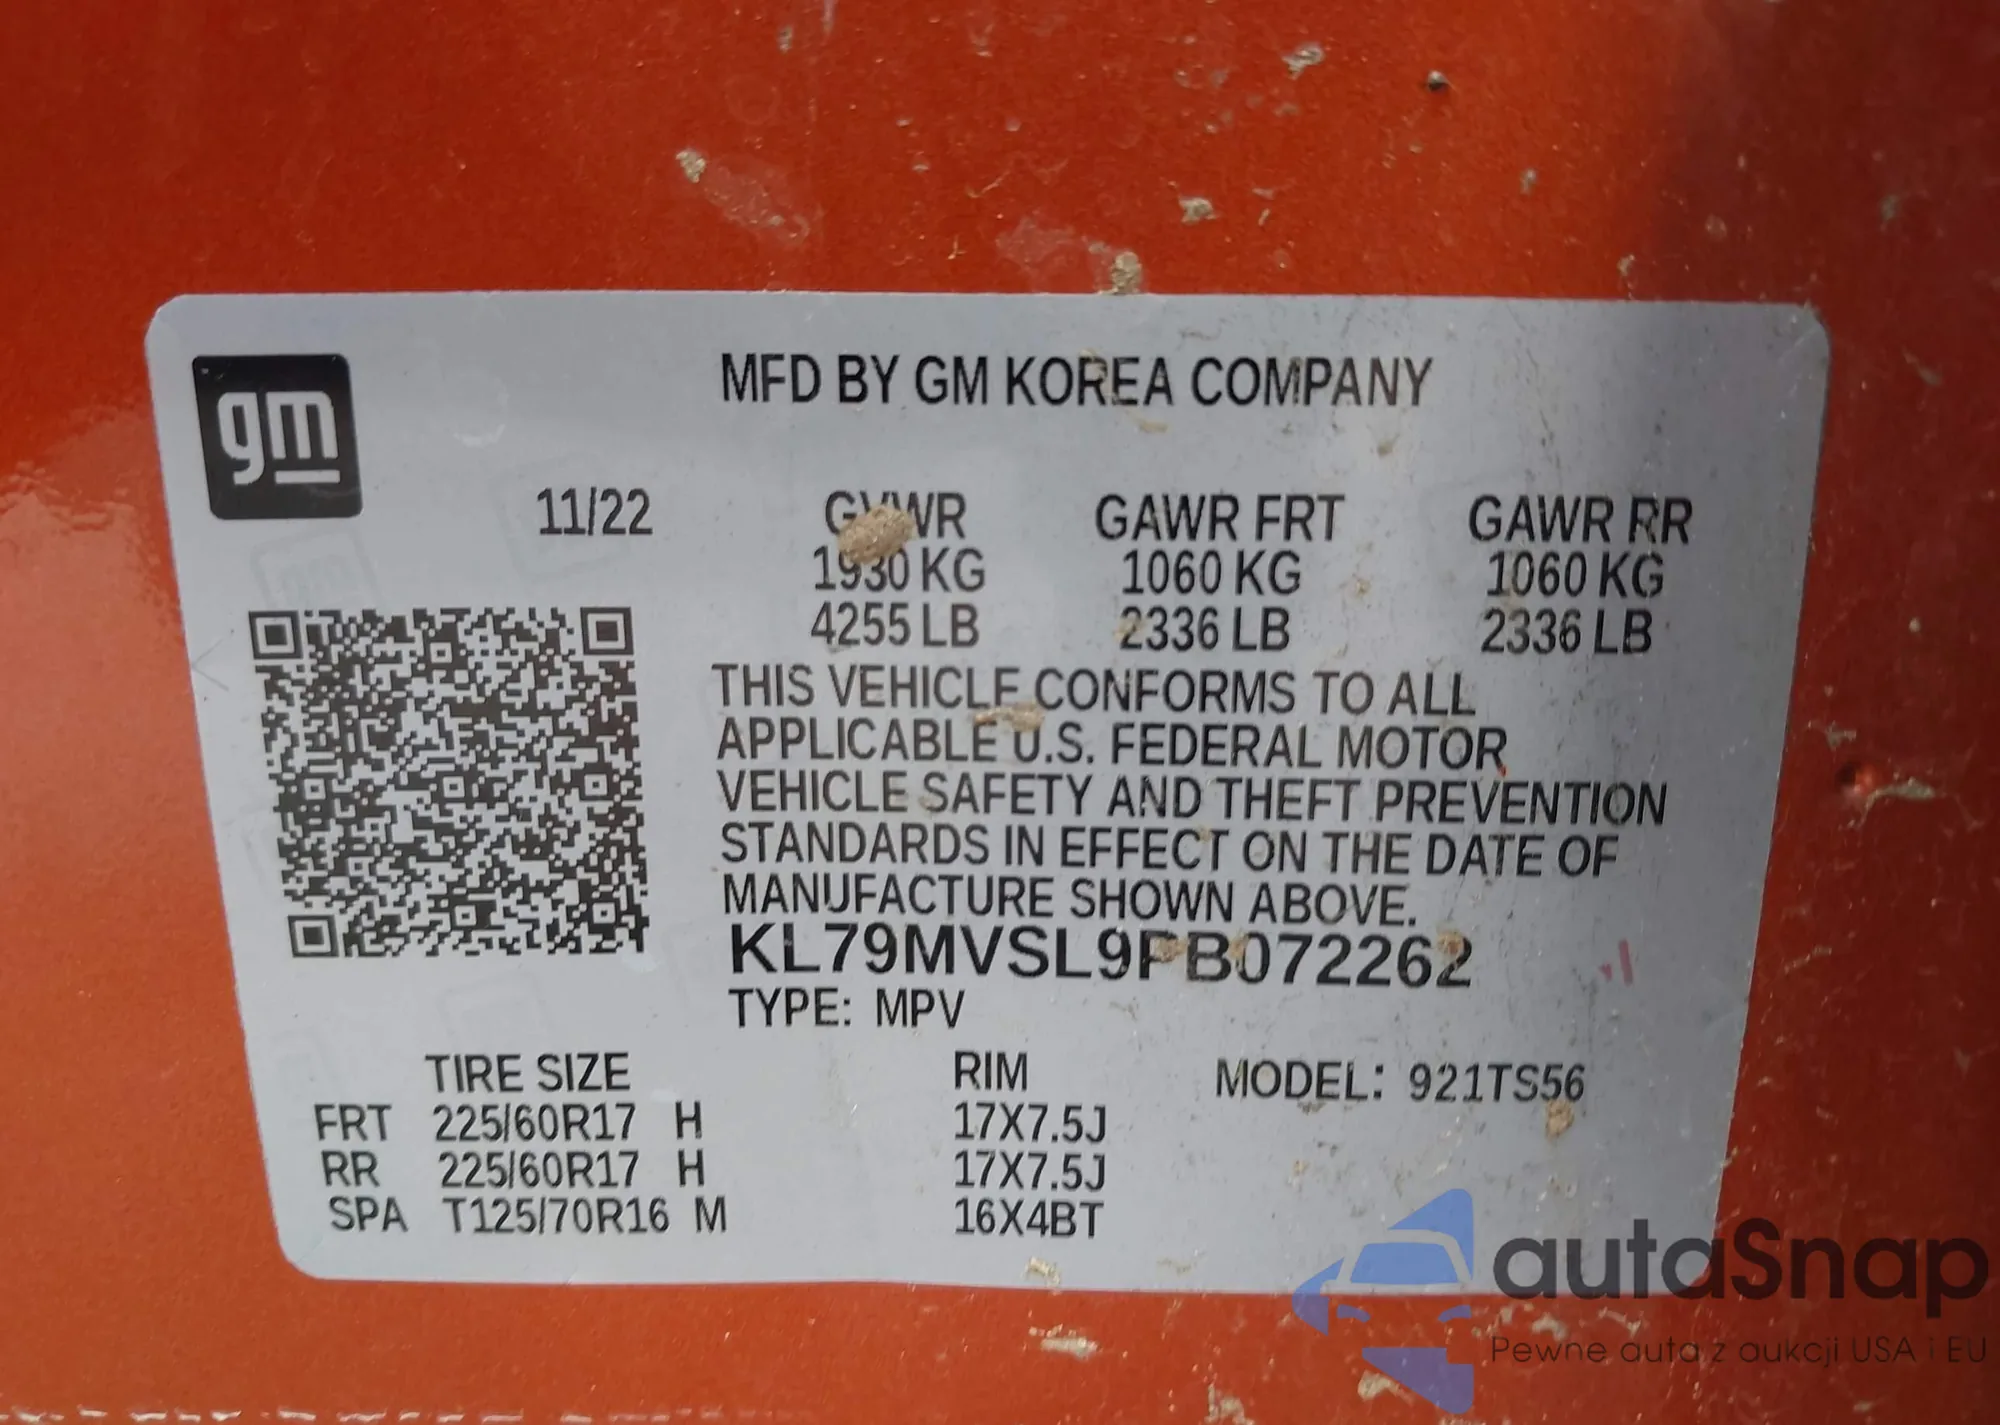 gm
MFD BY GM KOREA COMPANY
11/22 GVWR GAWR FRT GAWR RR
1930 KG 1060 KG 1060 KG
4255 LB 2336 LB 2336 LB
THIS VEHICLE CONFORMS TO ALL
APPLICABLE U.S. FEDERAL MOTOR
VEHICLE SAFETY AND THEFT PREVENTION
STANDARDS IN EFFECT ON THE DATE OF
MANUFACTURE SHOWN ABOVE.
KL79MVSL9PB072262
TYPE: MPV
TIRE SIZE RIM MODEL: 921TS56
FRT 225/60R17 H 17X7.5J
RR 225/60R17 H 17X7.5J
SPA T125/70R16 M 16X4BT
autaSnap
Pewne auta z aukcji USA i EU